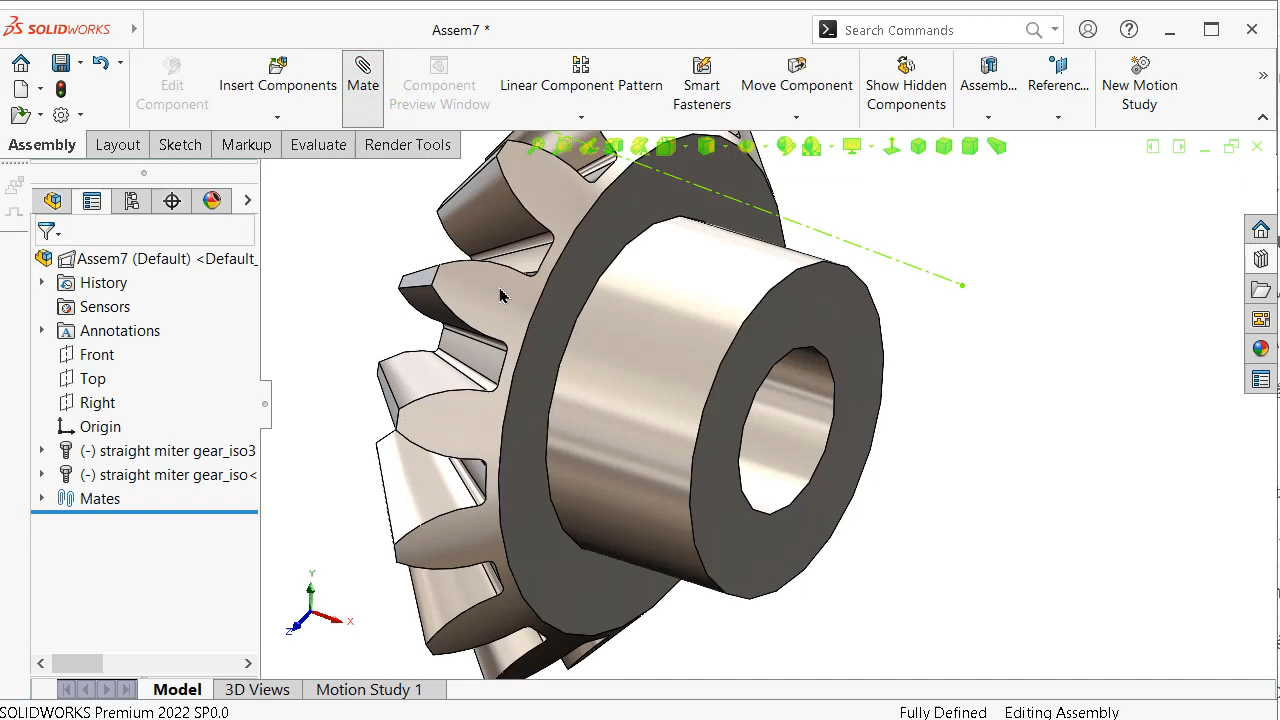 SOLIDWORKS
Assem7 *
Search Commands
Edit Component
Insert Components
Mate
Component Preview Window
Linear Component Pattern
Smart Fasteners
Move Component
Show Hidden Components
Assemb...
Referenc...
New Motion Study
Assembly
Layout
Sketch
Markup
Evaluate
Render Tools
Assem7 (Default) <Default_
History
Sensors
Annotations
Front
Top
Right
Origin
(-) straight miter gear_iso3
(-) straight miter gear_iso<
Mates
Y
X
Z
Model
3D Views
Motion Study 1
SOLIDWORKS Premium 2022 SP0.0
Fully Defined
Editing Assembly